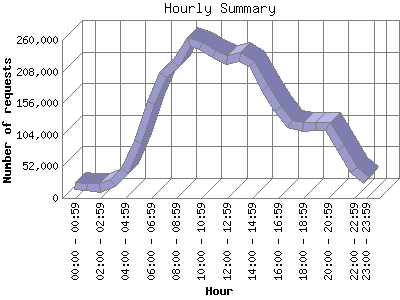 Hourly Summary
Number of requests
260,000
208,000
156,000
104,000
52,000
0
00:00 - 00:59
02:00 - 02:59
04:00 - 04:59
06:00 - 06:59
08:00 - 08:59
10:00 - 10:59
12:00 - 12:59
14:00 - 14:59
16:00 - 16:59
18:00 - 18:59
20:00 - 20:59
22:00 - 22:59
23:00 - 23:59
Hour